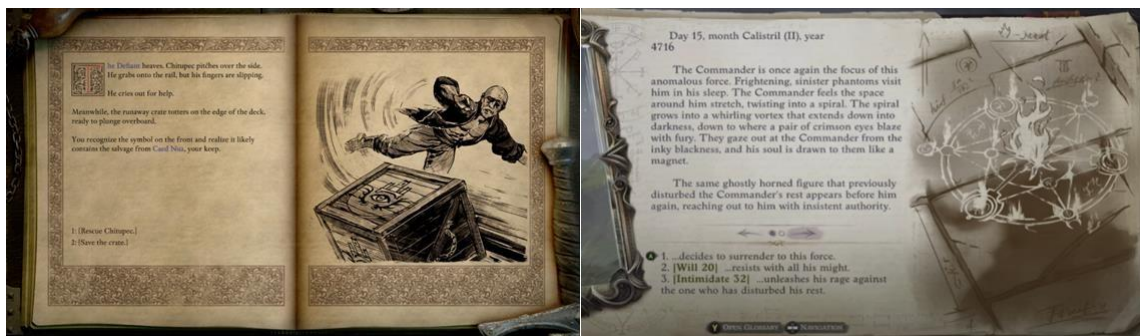 The Defiant heaves. Chitupec pitches over the side.
He grabs onto the rail, but his fingers are slipping.
He cries out for help.
Meanwhile, the runaway crate totters on the edge of the deck,
ready to plunge overboard.
You recognize the symbol on the front and realize it likely
contains the salvage from Caed Nua, your keep.
1: [Rescue Chitupec.]
2: [Save the crate.]
Day 15, month Calistril (II), year
4716
The Commander is once again the focus of this
anomalous force. Frightening, sinister phantoms visit
him in his sleep. The Commander feels the space
around him stretch, twisting into a spiral. The spiral
grows into a whirling vortex that extends down into
darkness, down to where a pair of crimson eyes blaze
with fury. They gaze out at the Commander from the
inky blackness, and his soul is drawn to them like a
magnet.
The same ghostly horned figure that previously
disturbed the Commander's rest appears before him
again, reaching out to him with insistent authority.
A 1. ...decides to surrender to this force.
2. [Will 20] ...resists with all his might.
3. [Intimidate 32] ...unleashes his rage against
the one who has disturbed his rest.
Y Open Glossary Navigation